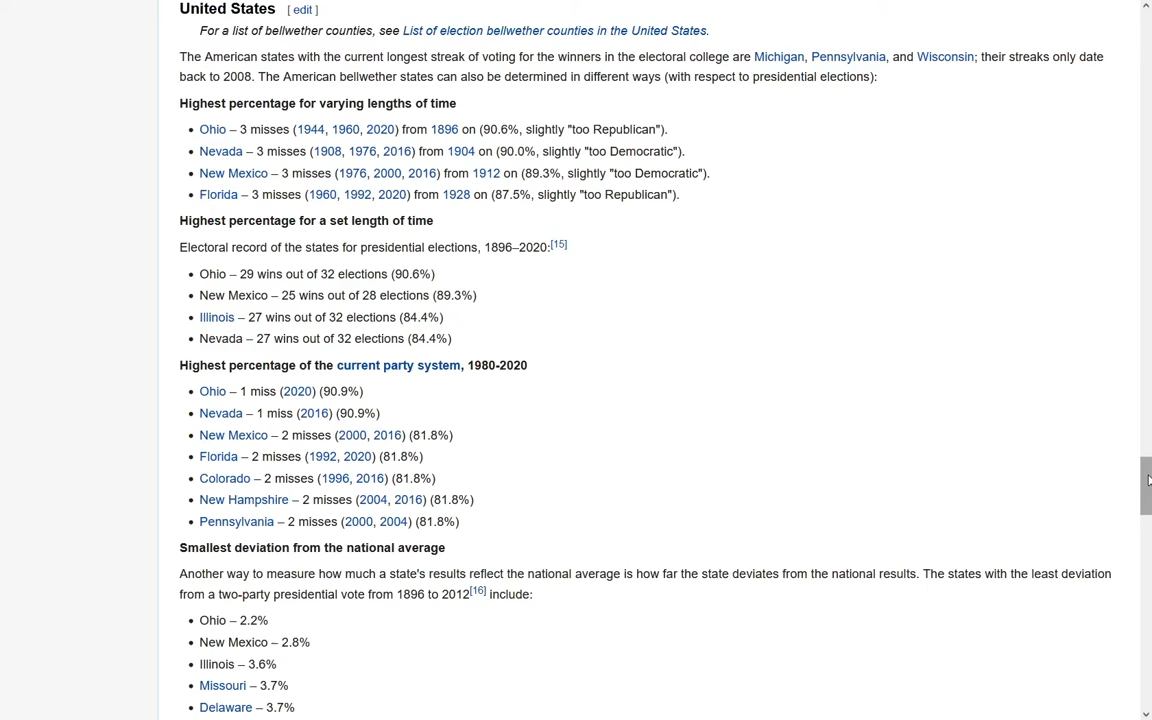 United States [ edit ]
For a list of bellwether counties, see List of election bellwether counties in the United States.
The American states with the current longest streak of voting for the winners in the electoral college are Michigan, Pennsylvania, and Wisconsin; their streaks only date
back to 2008. The American bellwether states can also be determined in different ways (with respect to presidential elections):
Highest percentage for varying lengths of time
• Ohio – 3 misses (1944, 1960, 2020) from 1896 on (90.6%, slightly "too Republican").
• Nevada – 3 misses (1908, 1976, 2016) from 1904 on (90.0%, slightly "too Democratic").
• New Mexico – 3 misses (1976, 2000, 2016) from 1912 on (89.3%, slightly "too Democratic").
• Florida – 3 misses (1960, 1992, 2020) from 1928 on (87.5%, slightly "too Republican").
Highest percentage for a set length of time
Electoral record of the states for presidential elections, 1896–2020:[15]
• Ohio – 29 wins out of 32 elections (90.6%)
• New Mexico – 25 wins out of 28 elections (89.3%)
• Illinois – 27 wins out of 32 elections (84.4%)
• Nevada – 27 wins out of 32 elections (84.4%)
Highest percentage of the current party system, 1980-2020
• Ohio – 1 miss (2020) (90.9%)
• Nevada – 1 miss (2016) (90.9%)
• New Mexico – 2 misses (2000, 2016) (81.8%)
• Florida – 2 misses (1992, 2020) (81.8%)
• Colorado – 2 misses (1996, 2016) (81.8%)
• New Hampshire – 2 misses (2004, 2016) (81.8%)
• Pennsylvania – 2 misses (2000, 2004) (81.8%)
Smallest deviation from the national average
Another way to measure how much a state's results reflect the national average is how far the state deviates from the national results. The states with the least deviation
from a two-party presidential vote from 1896 to 2012[16] include:
• Ohio – 2.2%
• New Mexico – 2.8%
• Illinois – 3.6%
• Missouri – 3.7%
• Delaware – 3.7%